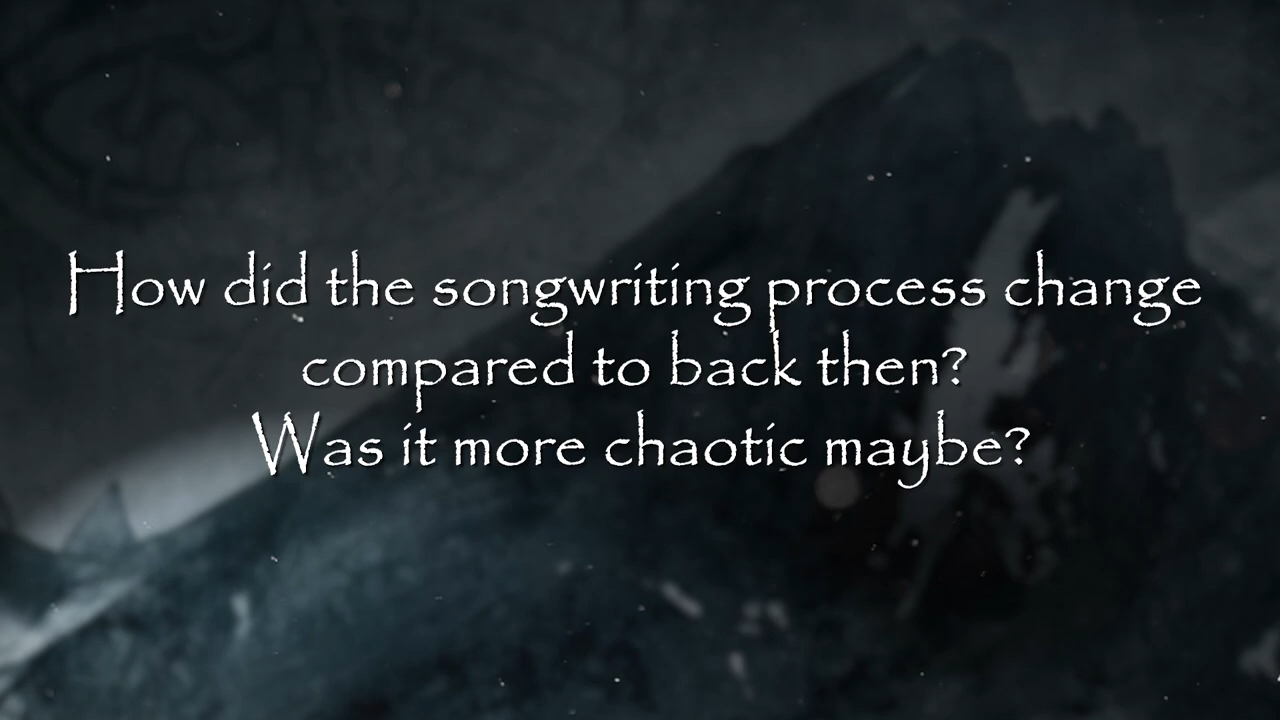 How did the songwriting process change
compared to back then?
Was it more chaotic maybe?